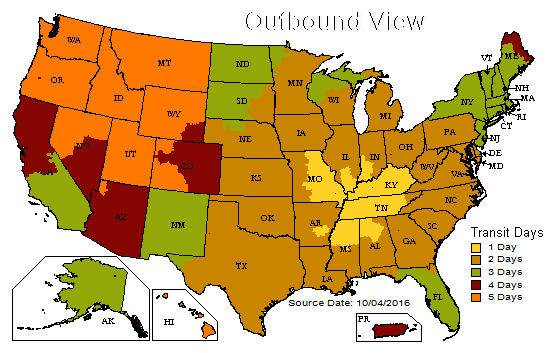 Outbound View
WA
MT
ND
MN
ME
VT
OR
ID
WY
SD
WI
MI
NY
NH
MA
RI
CT
NV
UT
CO
NE
IA
IL
IN
OH
PA
NJ
DE
MD
CA
KS
MO
KY
WV
VA
AZ
NM
OK
AR
TN
NC
SC
TX
LA
MS
AL
GA
FL
AK
HI
PR
Transit Days
1 Day
2 Days
3 Days
4 Days
5 Days
Source Date: 10/04/2016